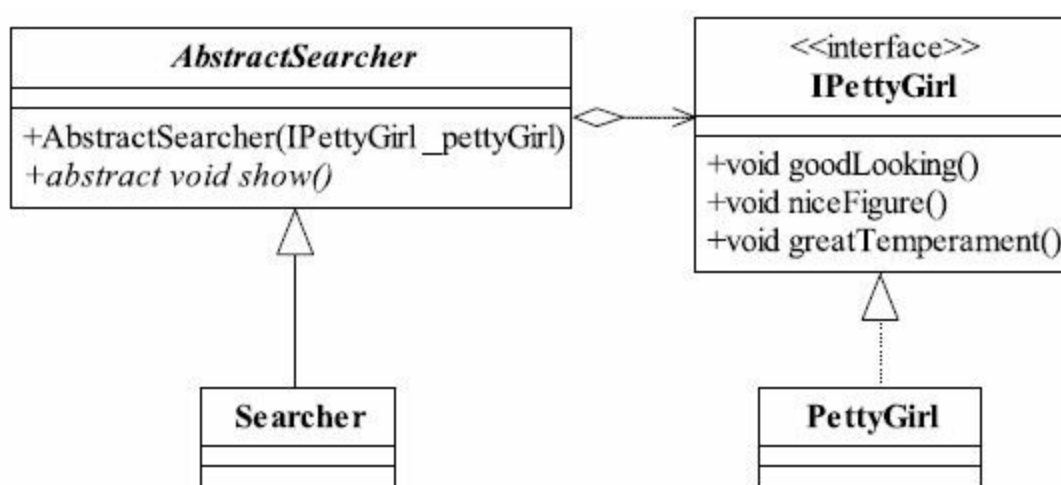 AbstractSearcher
+AbstractSearcher(IPettyGirl _pettyGirl)
+abstract void show()
<<interface>>
IPettyGirl
+void goodLooking()
+void niceFigure()
+void greatTemperament()
Searcher
PettyGirl